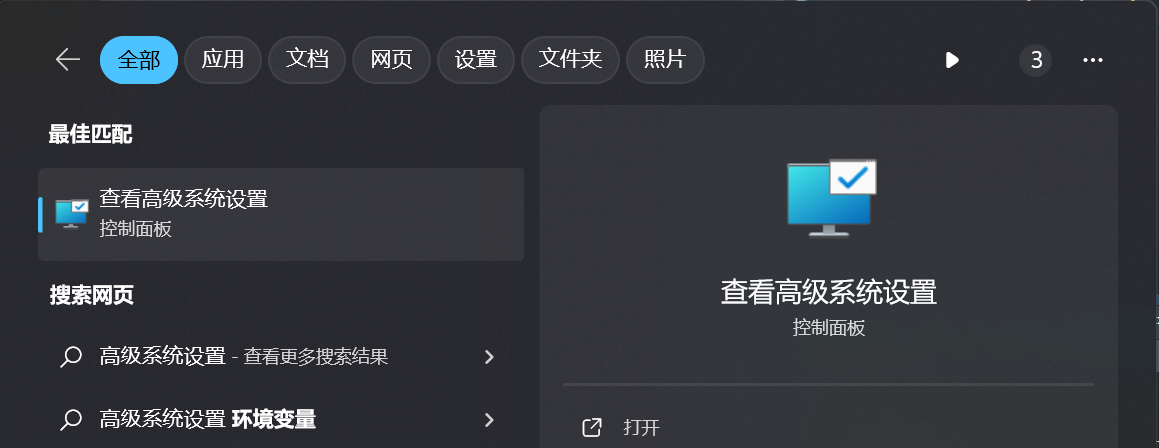 全部 应用 文档 网页 设置 文件夹 照片 3
最佳匹配
查看高级系统设置
控制面板
搜索网页
高级系统设置 - 查看更多搜索结果
高级系统设置 环境变量
查看高级系统设置
控制面板
打开